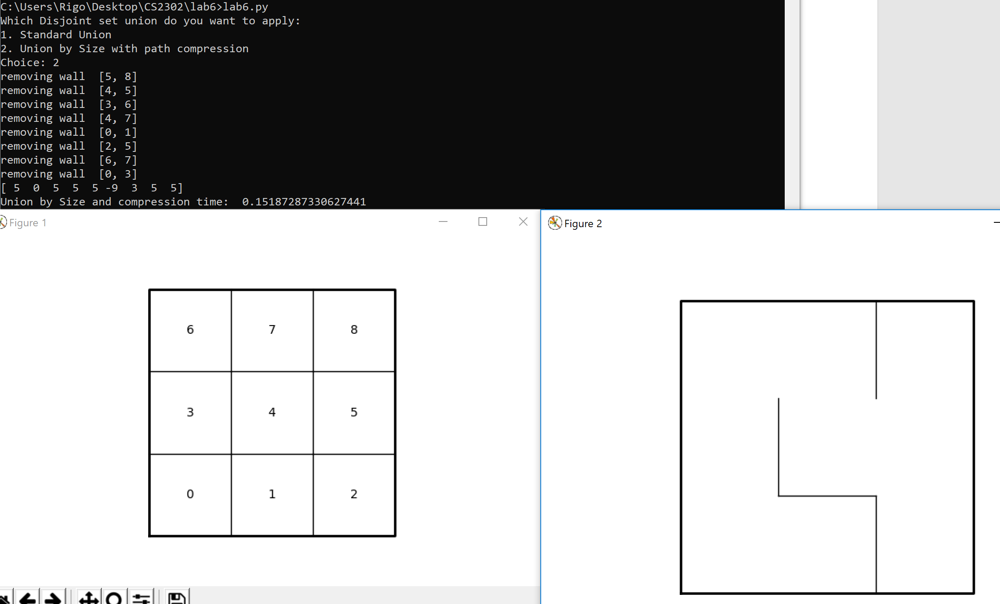 C:\Users\Rigo\Desktop\CS2302\lab6>lab6.py
Which Disjoint set union do you want to apply:
1. Standard Union
2. Union by Size with path compression
Choice: 2
removing wall  [5, 8]
removing wall  [4, 5]
removing wall  [3, 6]
removing wall  [4, 7]
removing wall  [0, 1]
removing wall  [2, 5]
removing wall  [6, 7]
removing wall  [0, 3]
[ 5  0  5  5  5 -9  3  5  5]
Union by Size and compression time:  0.15187287330627441
Figure 1
6 7 8
3 4 5
0 1 2
Figure 2